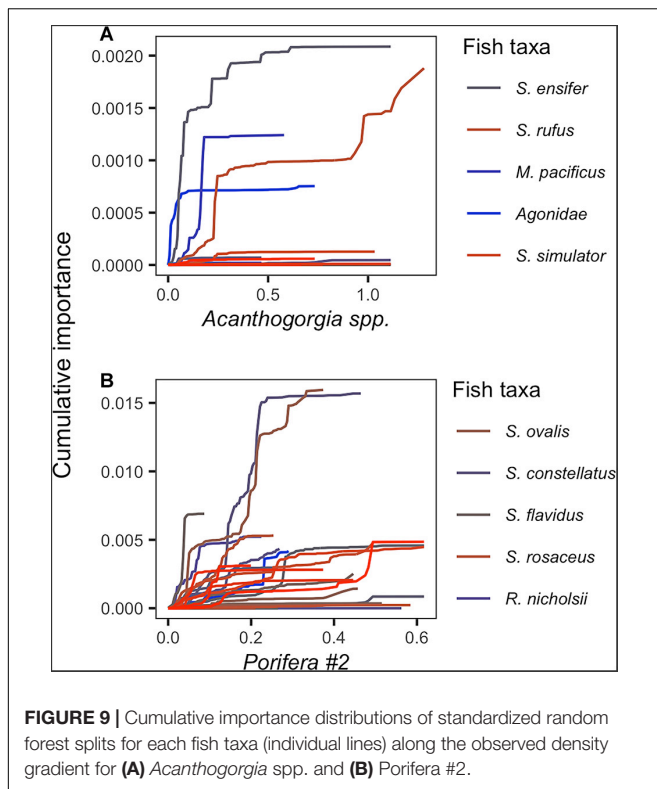 A
Fish taxa
0.0020
0.0015
0.0010
0.0005
0.0000
S. ensifer
S. rufus
M. pacificus
Agonidae
S. simulator
0.0
0.5
1.0
Acanthogorgia spp.
Cumulative importance
B
Fish taxa
0.015
0.010
0.005
0.000
S. ovalis
S. constellatus
S. flavidus
S. rosaceus
R. nicholsii
0.0
0.2
0.4
0.6
Porifera #2
FIGURE 9 | Cumulative importance distributions of standardized random
forest splits for each fish taxa (individual lines) along the observed density
gradient for (A) Acanthogorgia spp. and (B) Porifera #2.